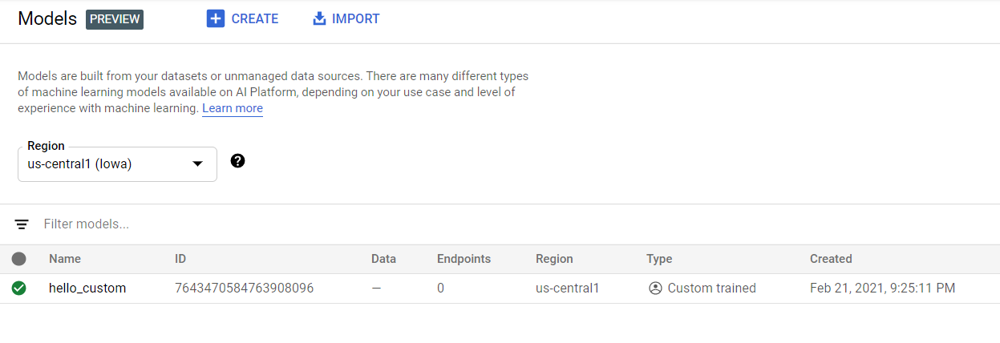 Models PREVIEW CREATE IMPORT
Models are built from your datasets or unmanaged data sources. There are many different types
of machine learning models available on AI Platform, depending on your use case and level of
experience with machine learning. Learn more
Region
us-central1 (Iowa)
Filter models...
Name ID Data Endpoints Region Type Created
hello_custom 7643470584763908096 — 0 us-central1 Custom trained Feb 21, 2021, 9:25:11 PM